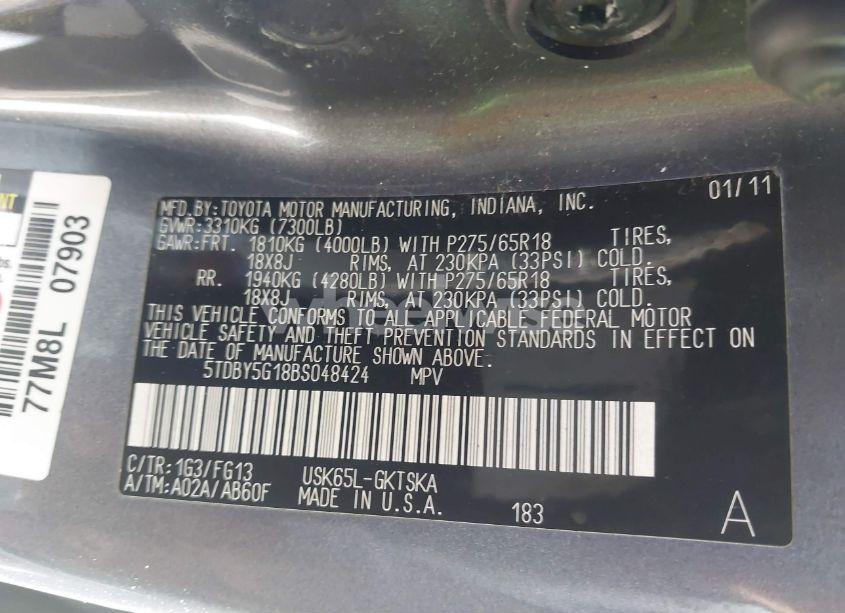 MFD.BY:TOYOTA MOTOR MANUFACTURING, INDIANA, INC. 01/11
GVWR:3310KG (7300LB)
GAWR:FRT. 1810KG (4000LB) WITH P275/65R18 TIRES,
18X8J RIMS, AT 230KPA (33PSI) COLD.
RR. 1940KG (4280LB) WITH P275/65R18 TIRES,
18X8J RIMS, AT 230KPA (33PSI) COLD.
THIS VEHICLE CONFORMS TO ALL APPLICABLE FEDERAL MOTOR
VEHICLE SAFETY AND THEFT PREVENTION STANDARDS IN EFFECT ON
THE DATE OF MANUFACTURE SHOWN ABOVE.
5TDBY5G18BS048424 MPV
C/TR:1G3/FG13 USK65L-GKTSKA
A/TM:A02A/AB60F MADE IN U.S.A. 183 A
77M8L 07903